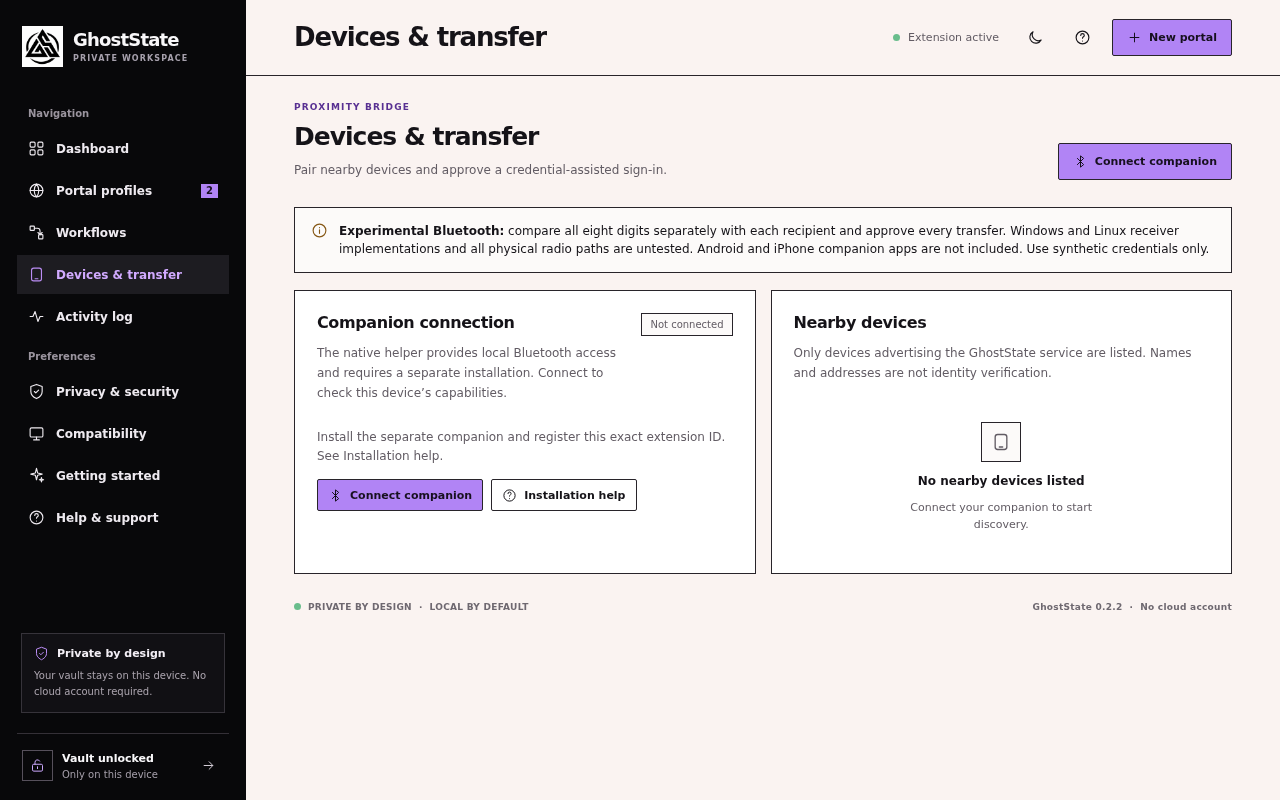 GhostState
PRIVATE WORKSPACE
Navigation
Dashboard
Portal profiles 2
Workflows
Devices & transfer
Activity log
Preferences
Privacy & security
Compatibility
Getting started
Help & support
Private by design
Your vault stays on this device. No
cloud account required.
Vault unlocked
Only on this device
Devices & transfer
Extension active
New portal
PROXIMITY BRIDGE
Devices & transfer
Pair nearby devices and approve a credential-assisted sign-in.
Connect companion
Experimental Bluetooth: compare all eight digits separately with each recipient and approve every transfer. Windows and Linux receiver
implementations and all physical radio paths are untested. Android and iPhone companion apps are not included. Use synthetic credentials only.
Companion connection
Not connected
The native helper provides local Bluetooth access
and requires a separate installation. Connect to
check this device’s capabilities.
Install the separate companion and register this exact extension ID.
See Installation help.
Connect companion
Installation help
Nearby devices
Only devices advertising the GhostState service are listed. Names
and addresses are not identity verification.
No nearby devices listed
Connect your companion to start
discovery.
PRIVATE BY DESIGN · LOCAL BY DEFAULT
GhostState 0.2.2 · No cloud account